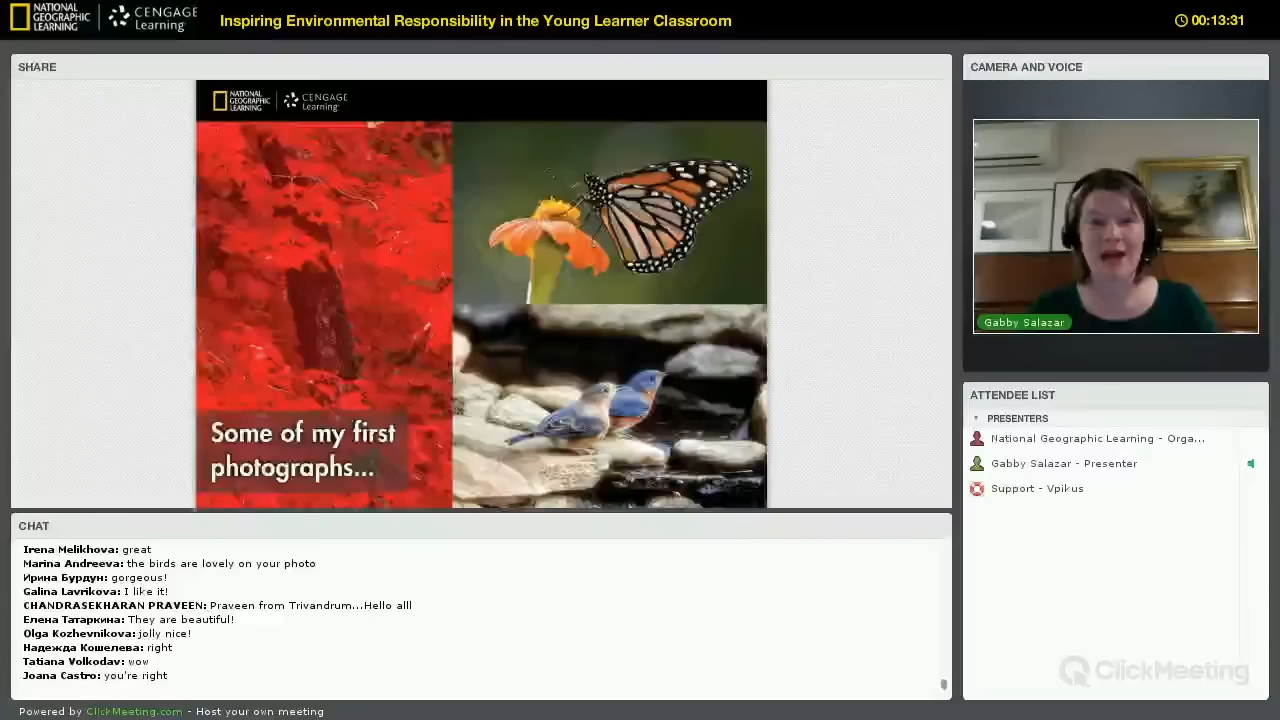 NATIONAL
GEOGRAPHIC
LEARNING
CENGAGE
Learning
Inspiring Environmental Responsibility in the Young Learner Classroom
00:13:31
SHARE
NATIONAL
GEOGRAPHIC
LEARNING
CENGAGE
Learning
Some of my first
photographs...
CAMERA AND VOICE
Gabby Salazar
ATTENDEE LIST
PRESENTERS
National Geographic Learning - Orga...
Gabby Salazar - Presenter
Support - Vpikus
CHAT
Irena Melikhova: great
Marina Andreeva: the birds are lovely on your photo
Ирина Бурдун: gorgeous!
Galina Lavrikova: I like it!
CHANDRASEKHARAN PRAVEEN: Praveen from Trivandrum...Hello alll
Елена Татаркина: They are beautiful!
Olga Kozhevnikova: jolly nice!
Надежда Кошелева: right
Tatiana Volkodav: wow
Joana Castro: you're right
ClickMeeting
Powered by ClickMeeting.com - Host your own meeting